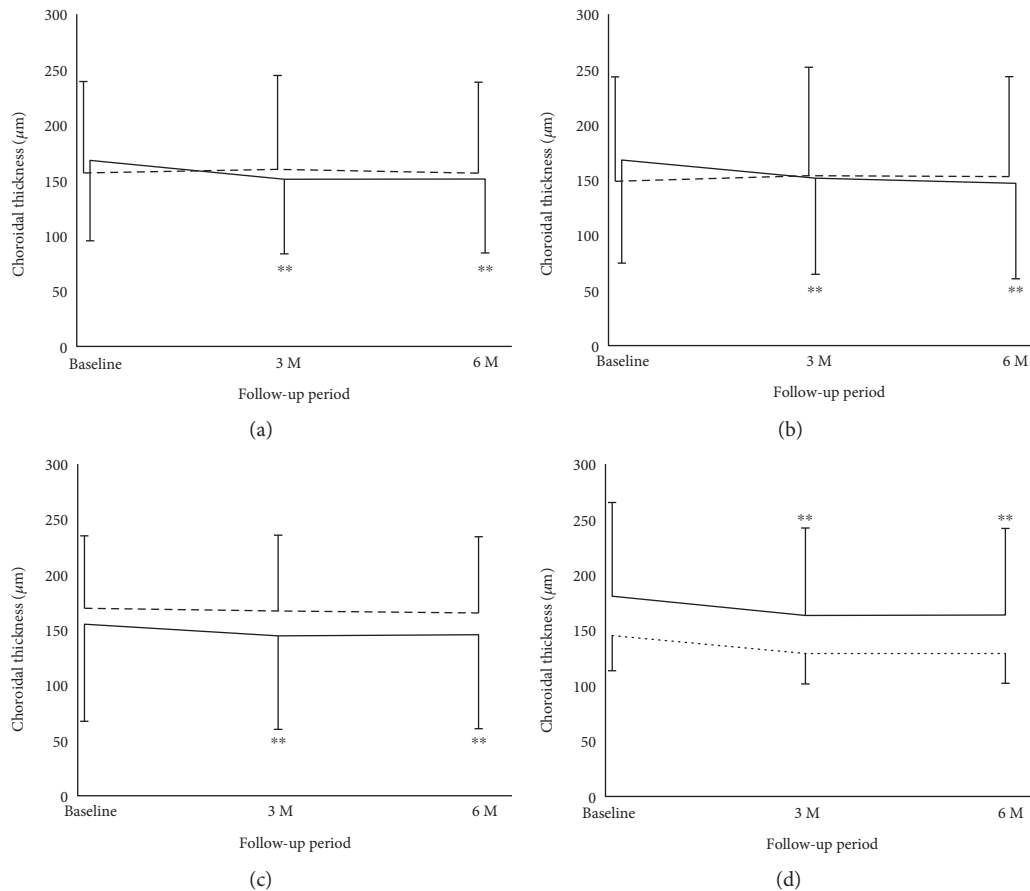 300
250
200
150
100
50
0
Choroidal thickness (μm)
**
**
Baseline
3 M
6 M
Follow-up period
(a)
300
250
200
150
100
50
0
Choroidal thickness (μm)
**
**
Baseline
3 M
6 M
Follow-up period
(b)
300
250
200
150
100
50
0
Choroidal thickness (μm)
**
**
Baseline
3 M
6 M
Follow-up period
(c)
300
250
200
150
100
50
0
Choroidal thickness (μm)
**
**
Baseline
3 M
6 M
Follow-up period
(d)